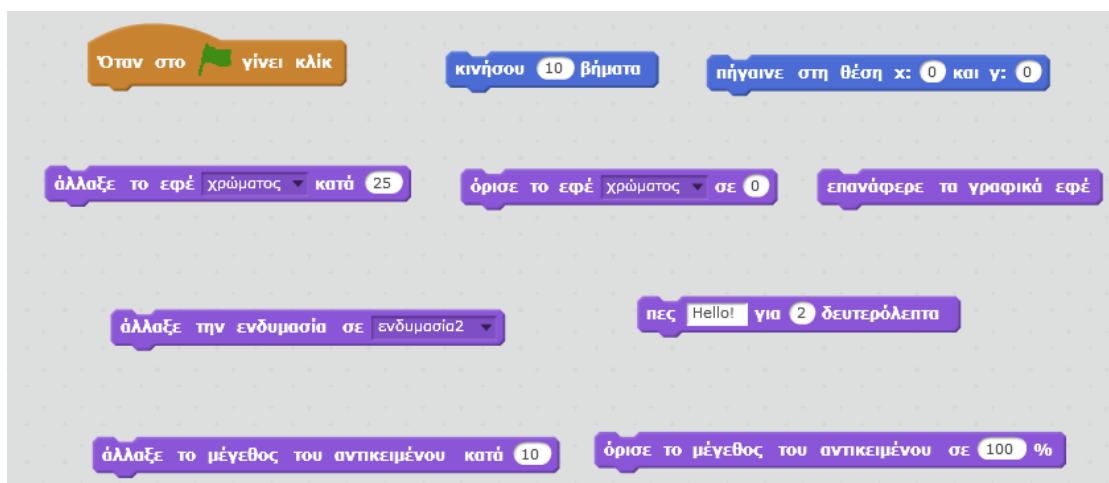 Όταν στο γίνει κλίκ
κινήσου 10 βήματα
πήγαινε στη θέση x: 0 και y: 0
άλλαξε το εφέ χρώματος κατά 25
όρισε το εφέ χρώματος σε 0
επανάφερε τα γραφικά εφέ
άλλαξε την ενδυμασία σε ενδυμασία2
πες Hello! για 2 δευτερόλεπτα
άλλαξε το μέγεθος του αντικειμένου κατά 10
όρισε το μέγεθος του αντικειμένου σε 100 %